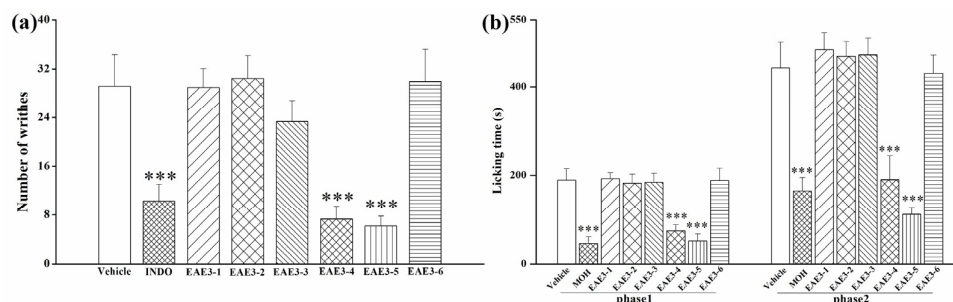 (a)
40
32
24
16
8
0
Number of writhes
***
***
***
Vehicle INDO EAE3-1 EAE3-2 EAE3-3 EAE3-4 EAE3-5 EAE3-6
(b)
550
400
200
0
Licking time (s)
***
***
***
***
***
***
Vehicle MOH EAE3-1 EAE3-2 EAE3-3 EAE3-4 EAE3-5 EAE3-6
phase1
Vehicle MOH EAE3-1 EAE3-2 EAE3-3 EAE3-4 EAE3-5 EAE3-6
phase2